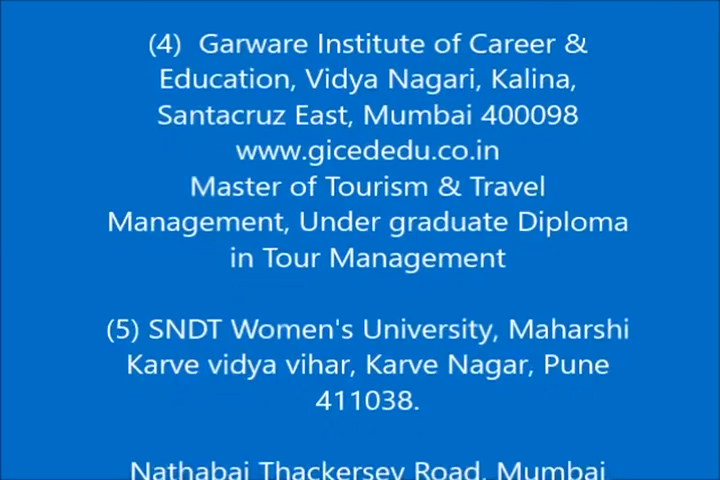 (4) Garware Institute of Career &
Education, Vidya Nagari, Kalina,
Santacruz East, Mumbai 400098
www.gicededu.co.in
Master of Tourism & Travel
Management, Under graduate Diploma
in Tour Management
(5) SNDT Women's University, Maharshi
Karve vidya vihar, Karve Nagar, Pune
411038.
Nathabai Thackersey Road, Mumbai